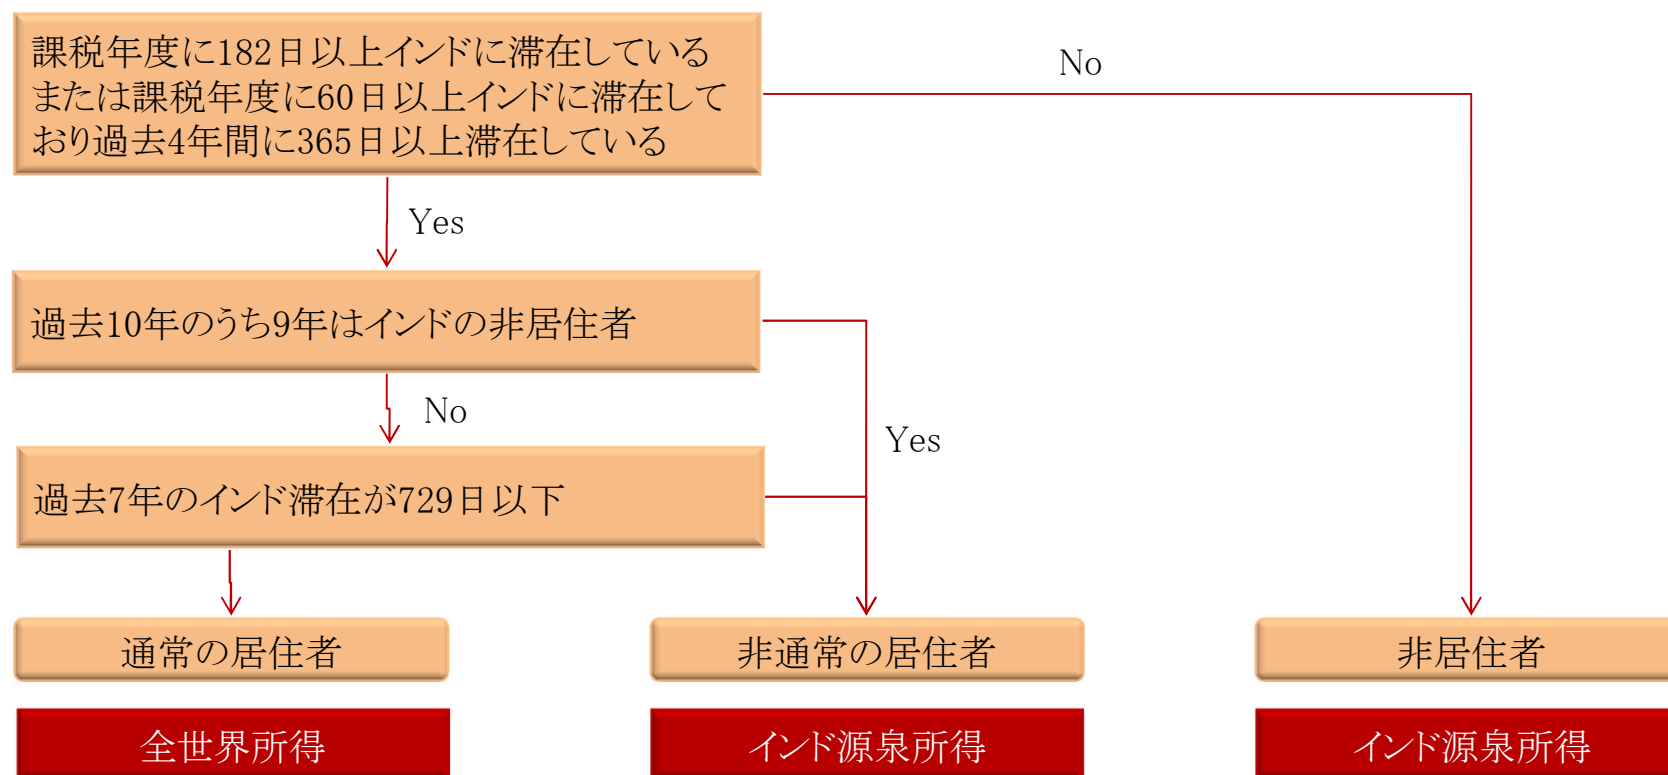 課税年度に182日以上インドに滞在している
または課税年度に60日以上インドに滞在して
おり過去4年間に365日以上滞在している
No
Yes
過去10年のうち9年はインドの非居住者
No
Yes
過去7年のインド滞在が729日以下
通常の居住者
非通常の居住者
非居住者
全世界所得
インド源泉所得
インド源泉所得